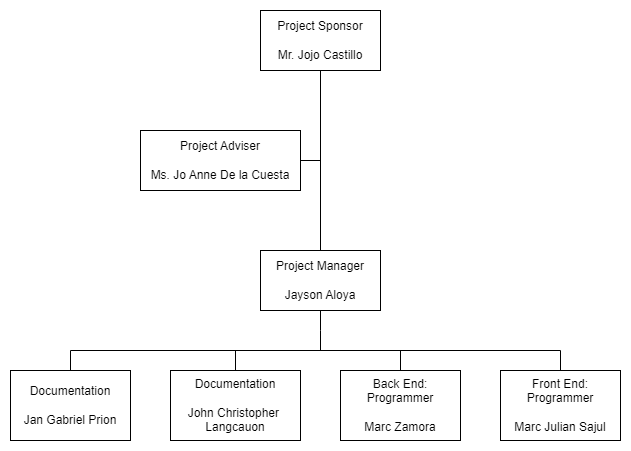 Project Sponsor
Mr. Jojo Castillo
Project Adviser
Ms. Jo Anne De la Cuesta
Project Manager
Jayson Aloya
Documentation
Jan Gabriel Prion
Documentation
John Christopher
Langcauon
Back End:
Programmer
Marc Zamora
Front End:
Programmer
Marc Julian Sajul